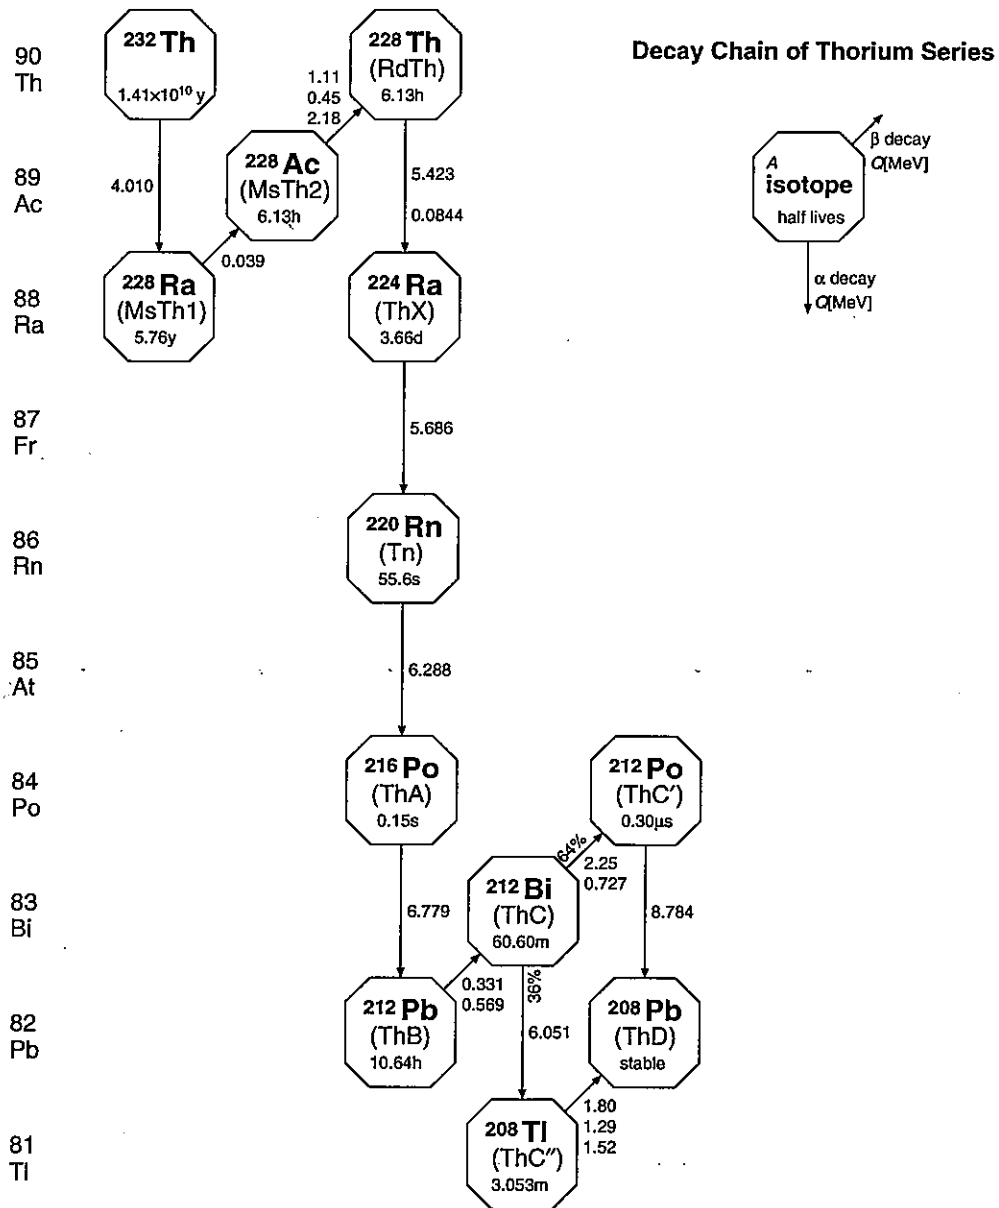 Decay Chain of Thorium Series
90
Th
232 Th
1.41×10¹⁰ y
228 Th
(RdTh)
6.13h
1.11
0.45
2.18
A
isotope
half lives
β decay
Q[MeV]
α decay
Q[MeV]
89
Ac
4.010
228 Ac
(MsTh2)
6.13h
5.423
0.0844
0.039
88
Ra
228 Ra
(MsTh1)
5.76y
224 Ra
(ThX)
3.66d
87
Fr
5.686
86
Rn
220 Rn
(Tn)
55.6s
85
At
6.288
84
Po
216 Po
(ThA)
0.15s
212 Po
(ThC′)
0.30μs
64%
2.25
0.727
83
Bi
6.779
212 Bi
(ThC)
60.60m
8.784
0.331
0.569
36%
82
Pb
212 Pb
(ThB)
10.64h
6.051
208 Pb
(ThD)
stable
1.80
1.29
1.52
81
Tl
208 Tl
(ThC″)
3.053m